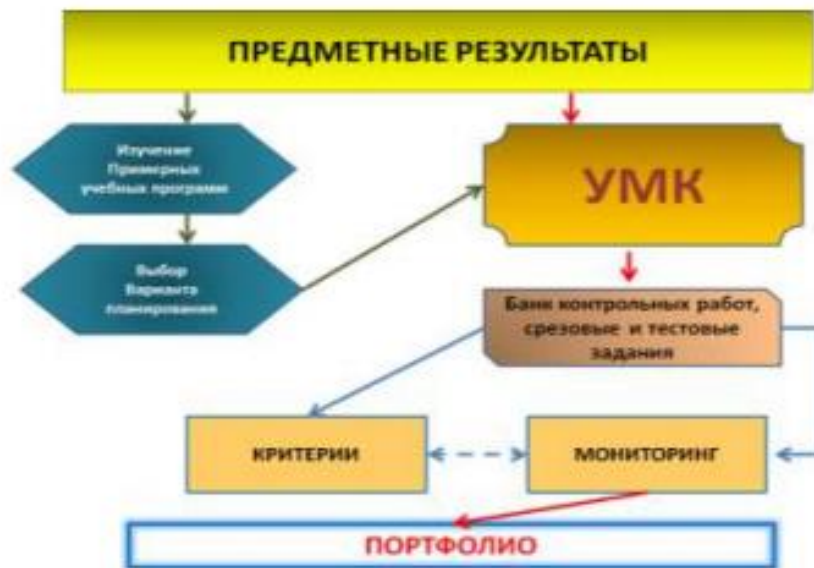 ПРЕДМЕТНЫЕ РЕЗУЛЬТАТЫ
Изучение
Примерных
учебных программ
УМК
Выбор
Варианта
планирования
Банк контрольных работ,
срезовые и тестовые
задания
КРИТЕРИИ
МОНИТОРИНГ
ПОРТФОЛИО